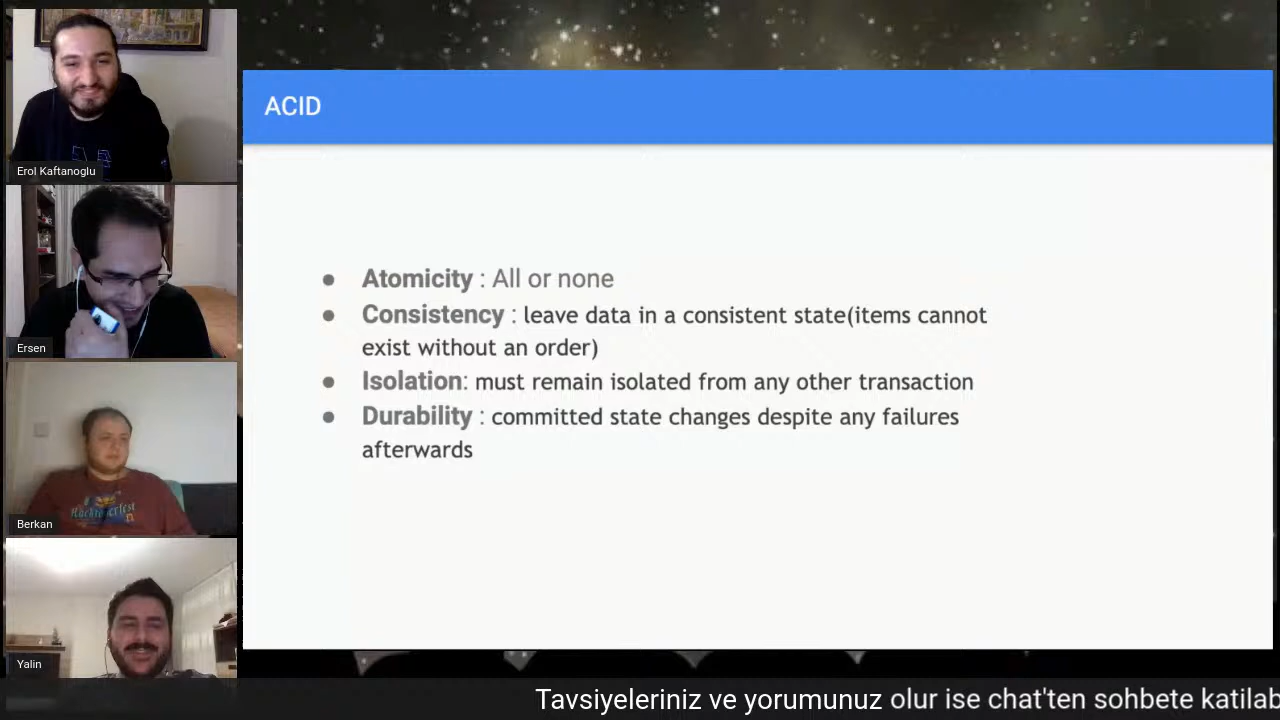 Erol Kaftanoglu
Ersen
Berkan
Yalin
ACID
Atomicity : All or none
Consistency : leave data in a consistent state(items cannot
exist without an order)
Isolation: must remain isolated from any other transaction
Durability : committed state changes despite any failures
afterwards
Tavsiyeleriniz ve yorumunuz olur ise chat'ten sohbete katilab